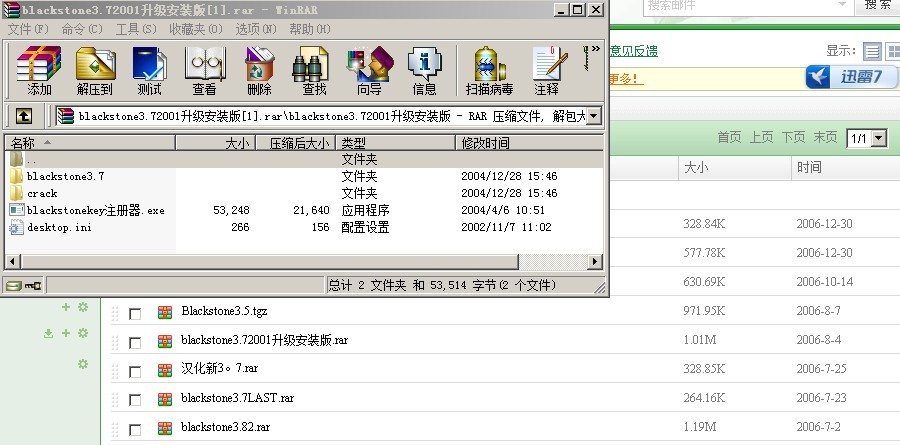 blackstone3.72001升级安装版[1].rar - WinRAR
文件(F) 命令(C) 工具(S) 收藏夹(O) 选项(N) 帮助(H)
添加 解压到 测试 查看 删除 查找 向导 信息 扫描病毒 注释
blackstone3.72001升级安装版[1].rar\blackstone3.72001升级安装版 - RAR 压缩文件, 解包大
名称 大小 压缩后大小 类型 修改时间
.. 文件夹
blackstone3.7 文件夹 2004/12/28 15:46
crack 文件夹 2004/12/28 15:46
blackstonekey注册器.exe 53,248 21,640 应用程序 2004/4/6 10:51
desktop.ini 266 156 配置设置 2002/11/7 11:02
总计 2 文件夹 和 53,514 字节(2 个文件)
搜索邮件 搜索
意见反馈 显示:
更多! 迅雷7
首页 上页 下页 末页 1/1
大小 时间
328.84K 2006-12-30
577.78K 2006-12-30
630.69K 2006-10-14
Blackstone3.5.tgz 971.95K 2006-8-7
blackstone3.72001升级安装版.rar 1.01M 2006-8-4
汉化新3。7.rar 328.85K 2006-7-25
blackstone3.7LAST.rar 264.16K 2006-7-23
blackstone3.82.rar 1.19M 2006-7-2